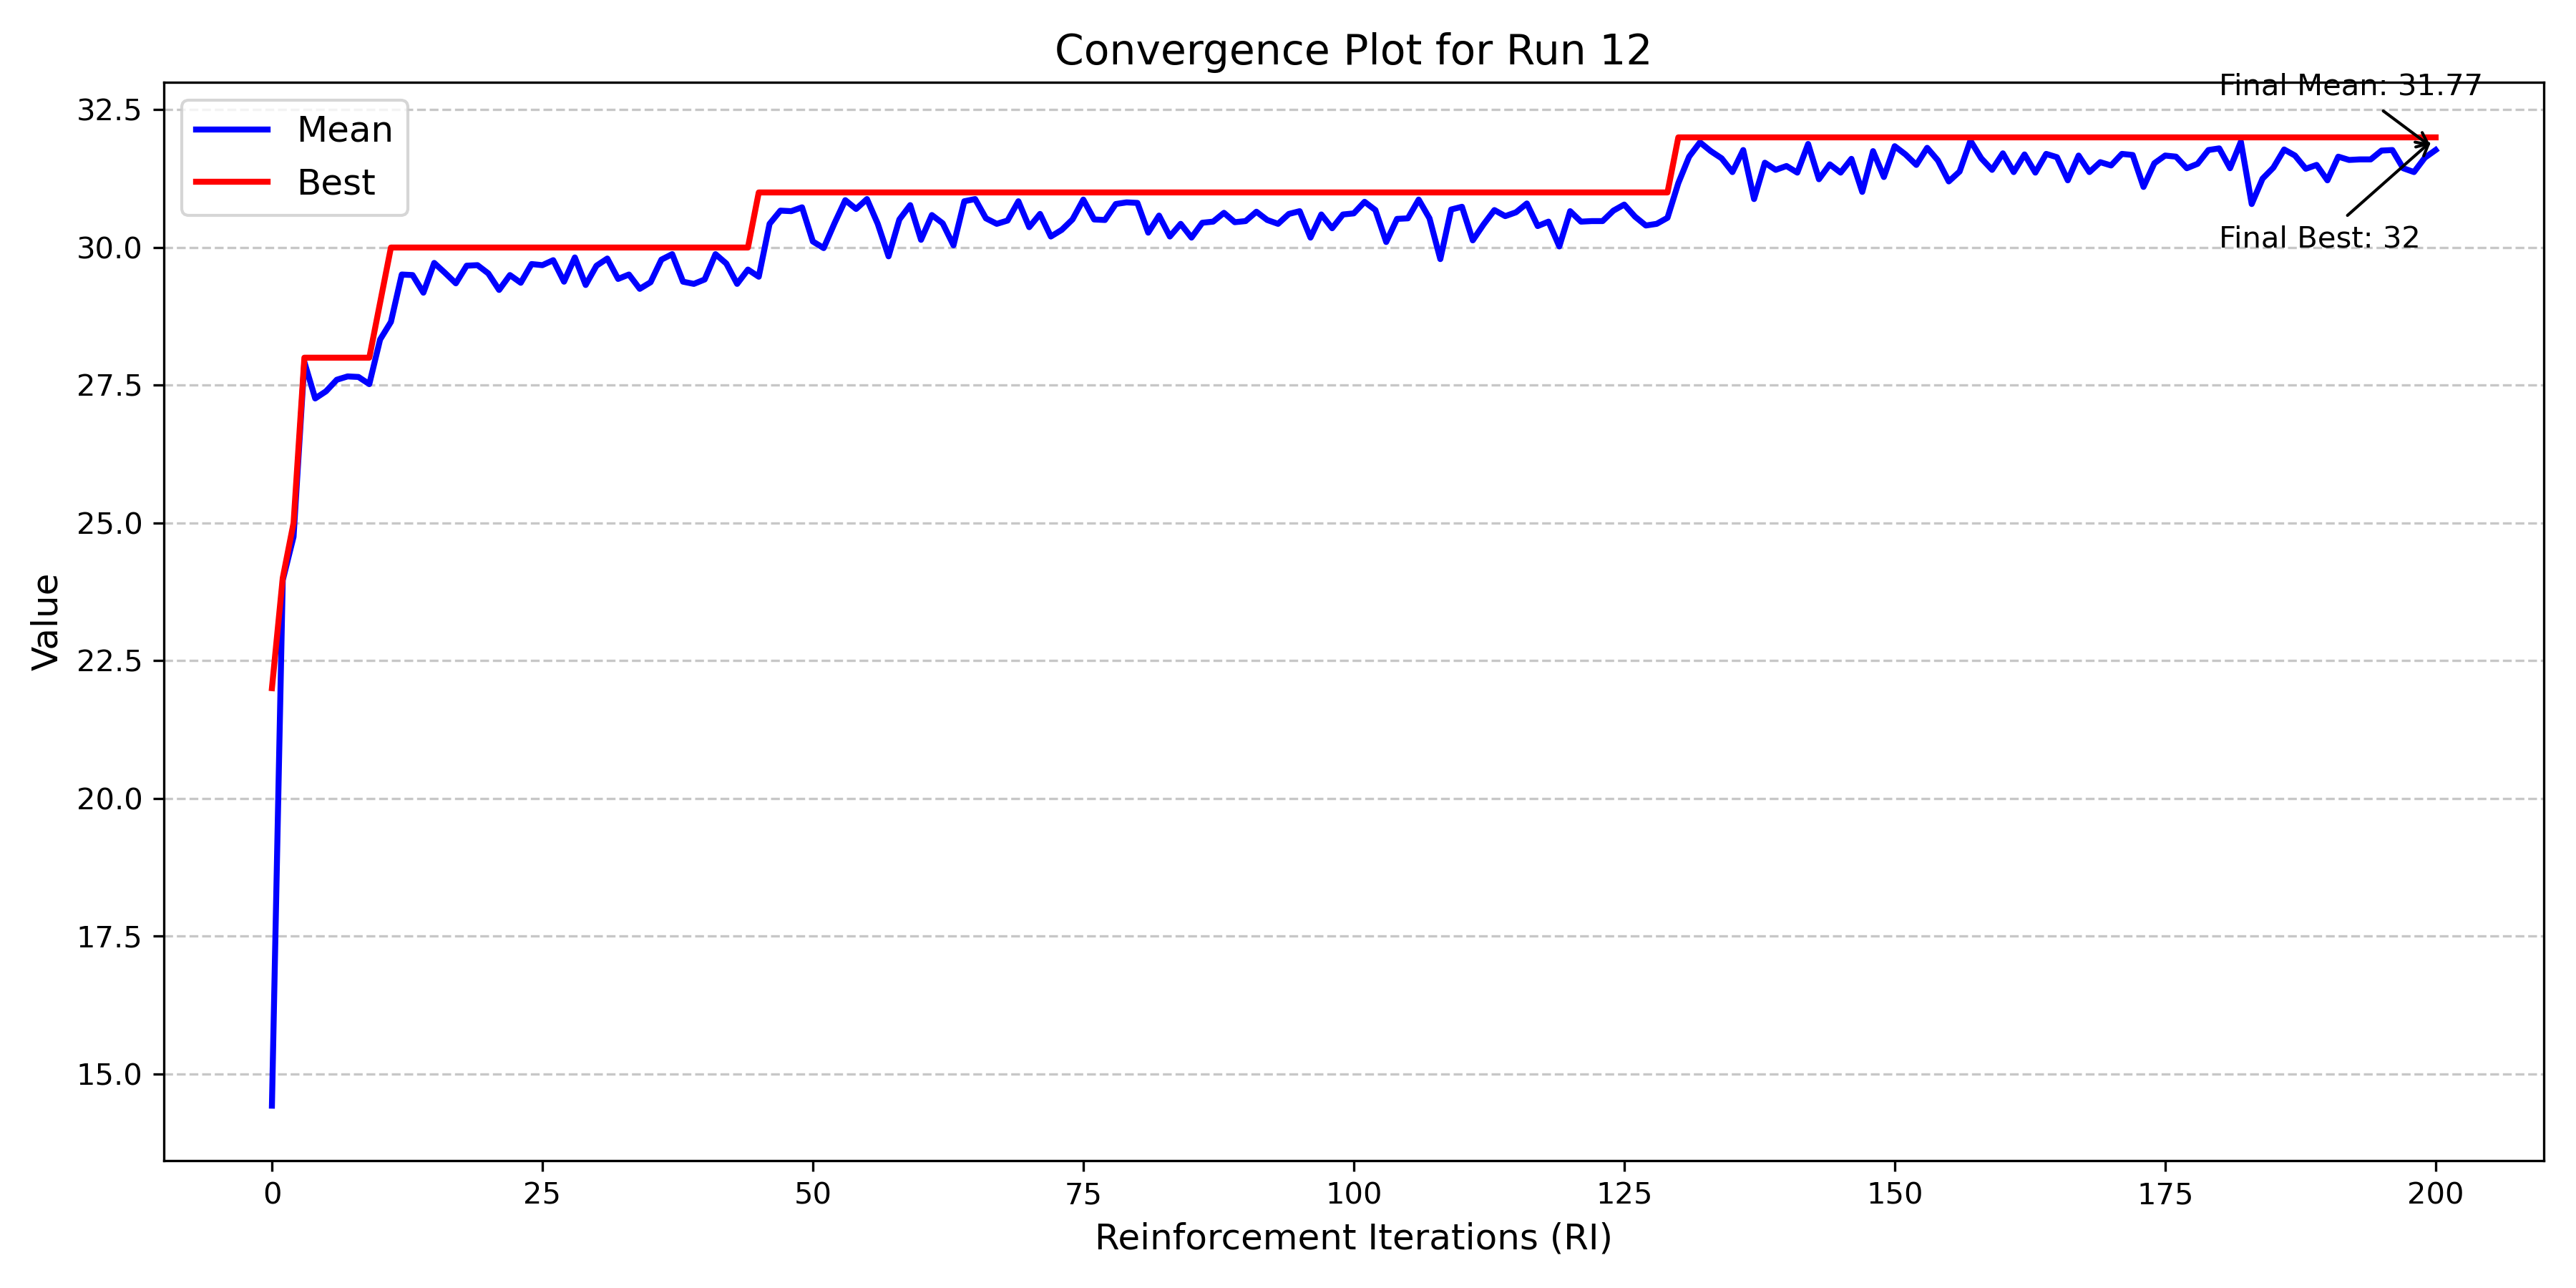 Convergence Plot for Run 12
Final Mean: 31.77
Mean
Best
Final Best: 32
32.5
30.0
27.5
25.0
22.5
20.0
17.5
15.0
Value
0 25 50 75 100 125 150 175 200
Reinforcement Iterations (RI)